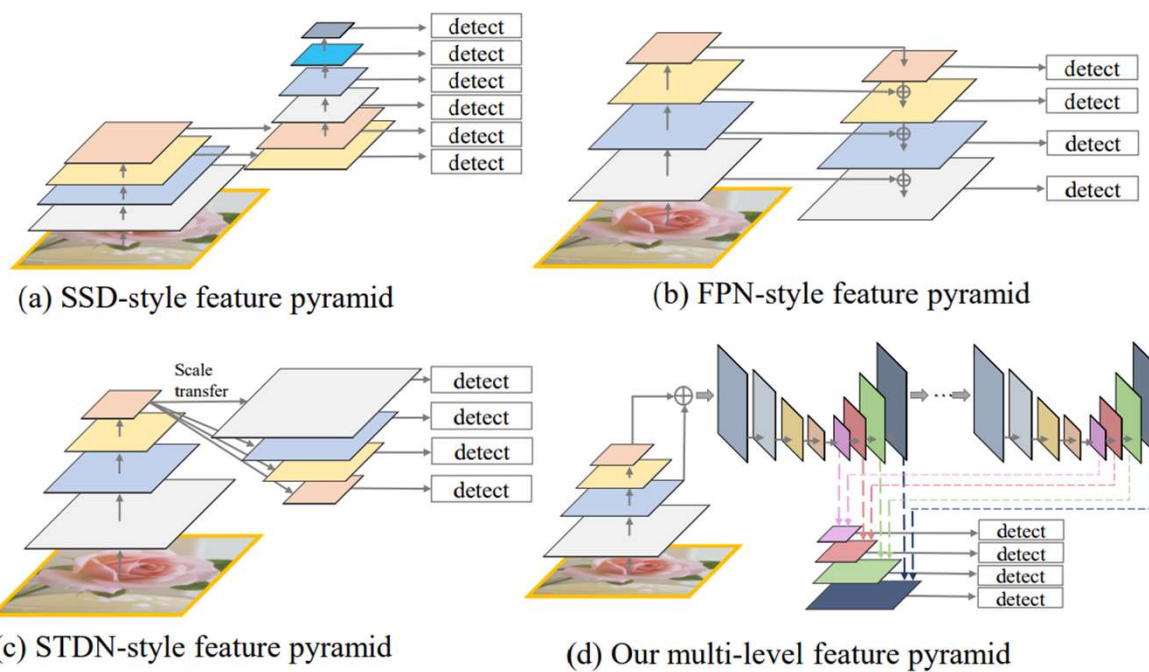 detect
detect
detect
detect
detect
detect
(a) SSD-style feature pyramid
detect
detect
detect
detect
(b) FPN-style feature pyramid
Scale
transfer
detect
detect
detect
detect
(c) STDN-style feature pyramid
...
detect
detect
detect
detect
(d) Our multi-level feature pyramid